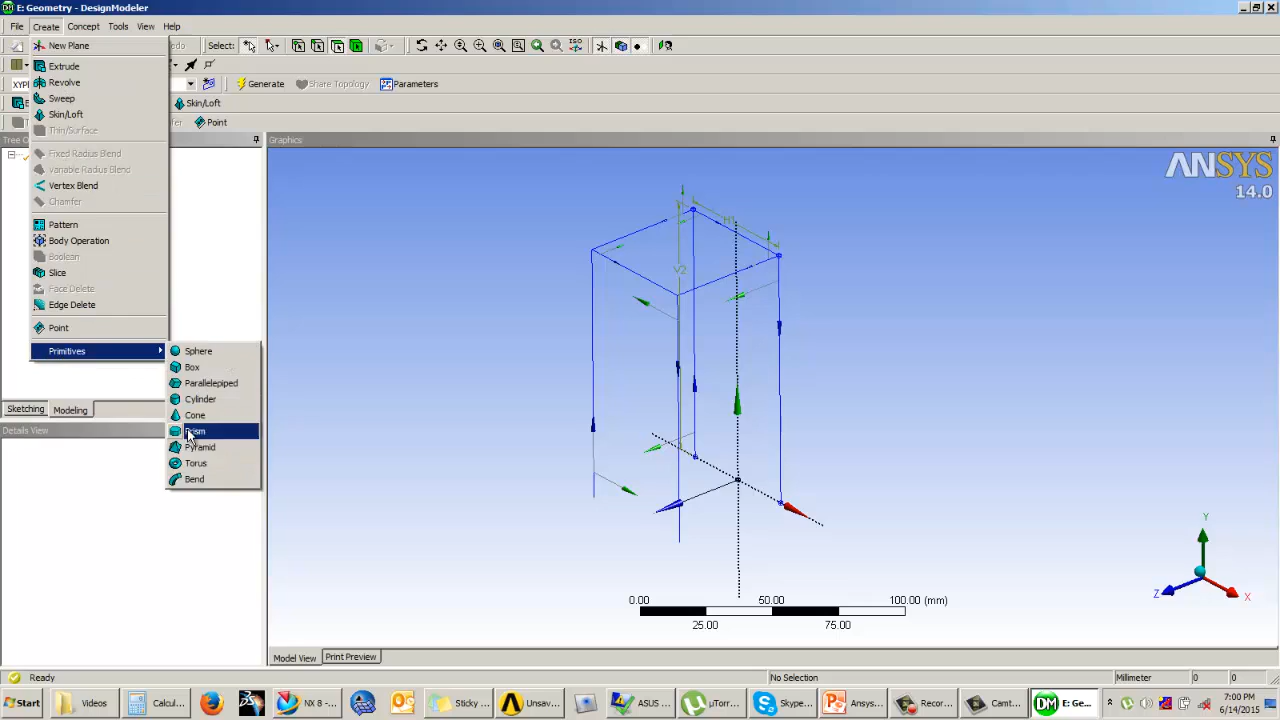 E: Geometry - DesignModeler
File Create Concept Tools View Help
New Plane
Select:
Extrude
Revolve
XYPl Generate Share Topology Parameters
Sweep
Skin/Loft
Skin/Loft
Thin/Surface
Point
Tree O
Graphics
Fixed Radius Blend
Variable Radius Blend
Vertex Blend
Chamfer
Pattern
Body Operation
Boolean
Slice
Face Delete
Edge Delete
Point
Primitives
Sphere
Box
Parallelepiped
Cylinder
Cone
Prism
Pyramid
Torus
Bend
Sketching Modeling
Details View
ANSYS
14.0
H1
V2
Y
Z
X
0.00 50.00 100.00 (mm)
25.00 75.00
Model View Print Preview
Ready
No Selection
Millimeter 0 0
Start
Videos
Calcul...
NX 8 -...
Sticky ...
Unsav...
ASUS ...
µTorr...
Skype...
Ansys...
Recor...
Camt...
E: Ge...
7:00 PM
6/14/2015